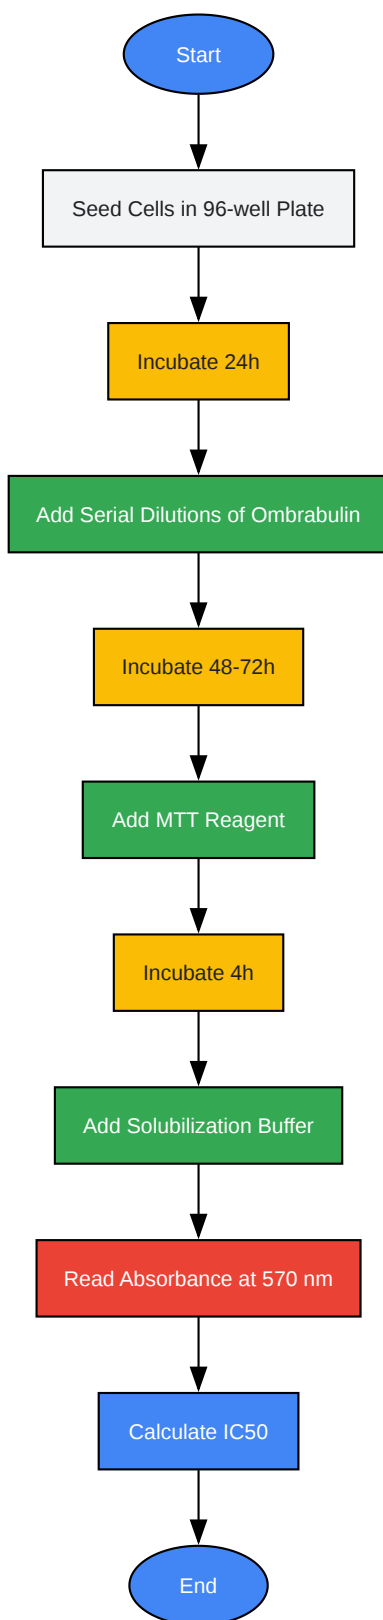 Start
Seed Cells in 96-well Plate
Incubate 24h
Add Serial Dilutions of Ombrabulin
Incubate 48-72h
Add MTT Reagent
Incubate 4h
Add Solubilization Buffer
Read Absorbance at 570 nm
Calculate IC50
End